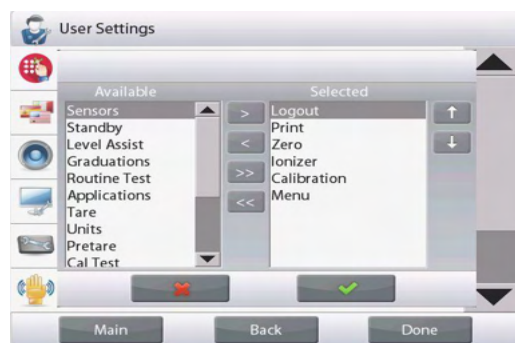 User Settings
Available
Selected
Sensors
Standby
Level Assist
Graduations
Routine Test
Applications
Tare
Units
Pretare
Cal Test
>
<
>>
<<
Logout
Print
Zero
Ionizer
Calibration
Menu
Main
Back
Done